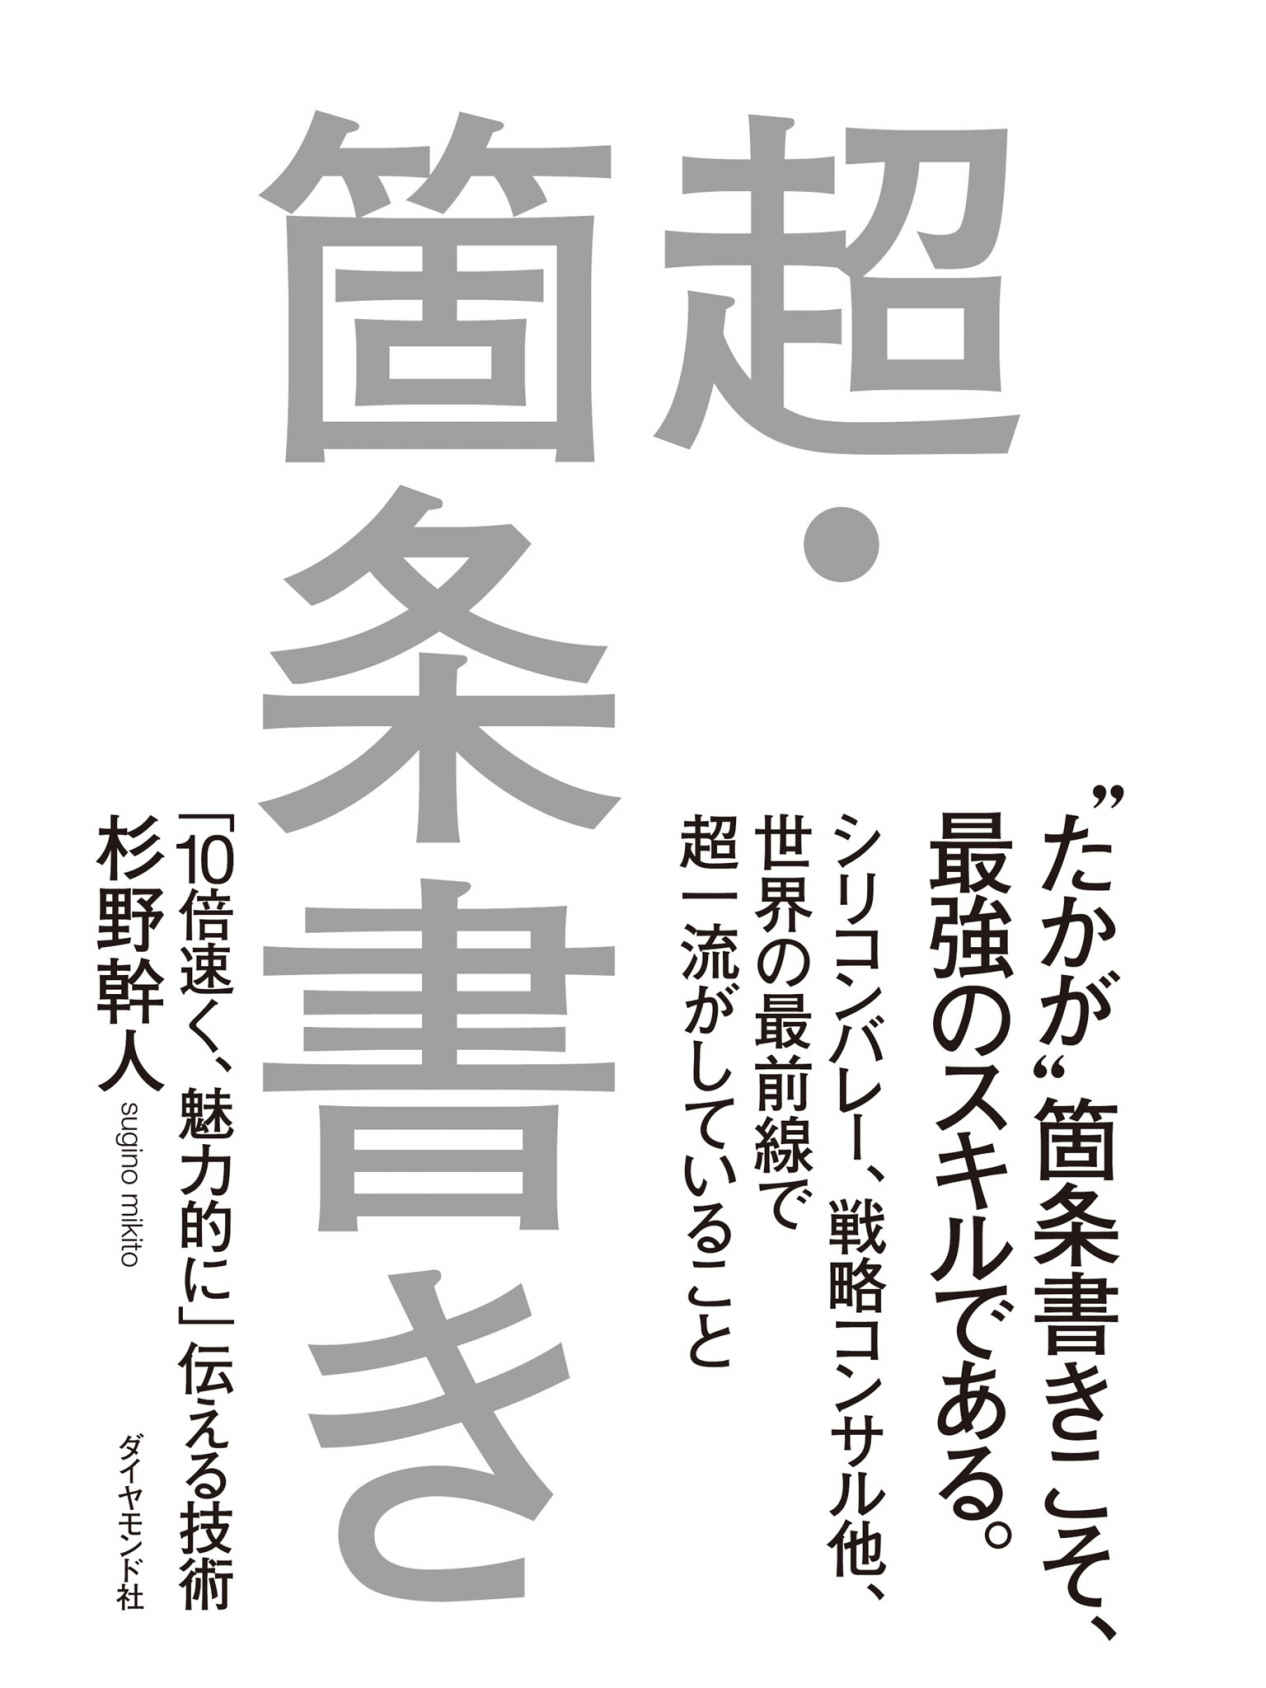 超・
箇条書き
”たかが“箇条書きこそ、
最強のスキルである。
シリコンバレー、戦略コンサル他、
世界の最前線で
超一流がしていること
「10倍速く、魅力的に」伝える技術
杉野幹人 sugino mikito
ダイヤモンド社